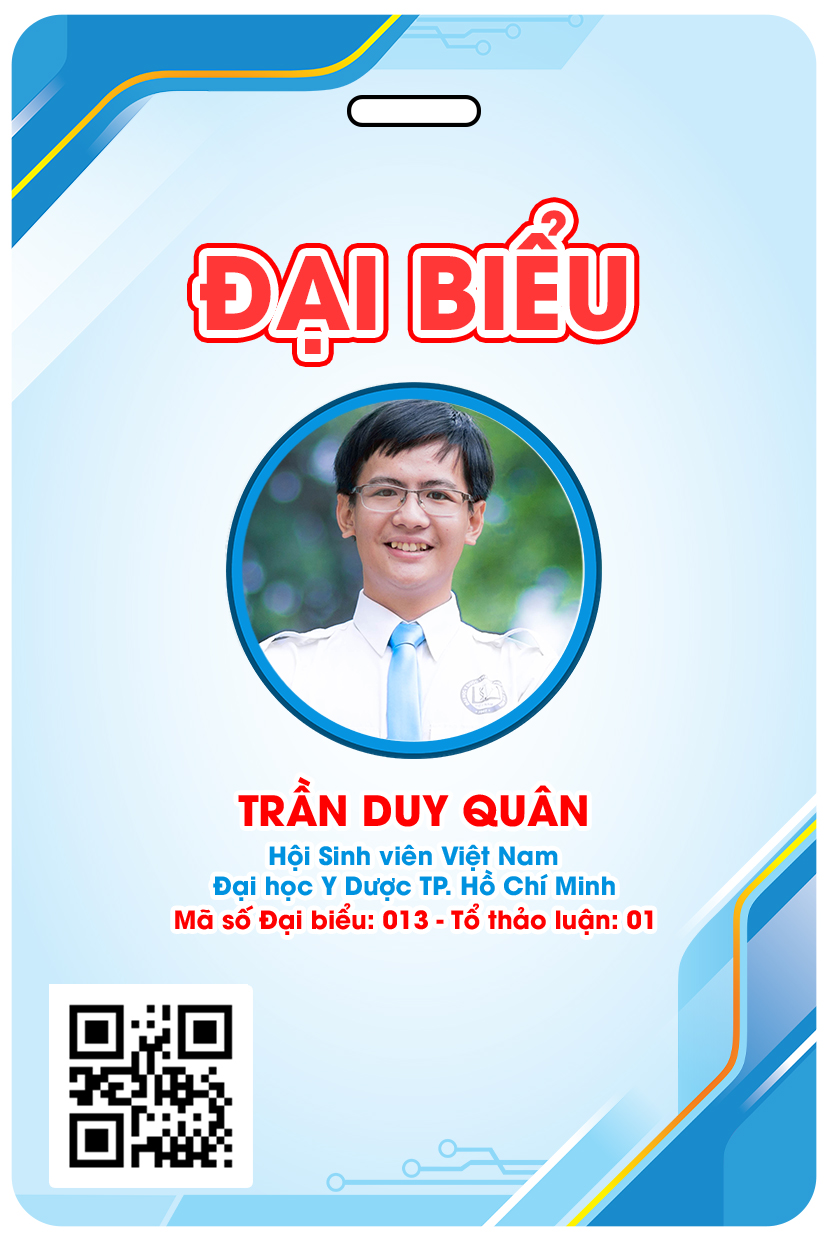 ĐẠI BIỂU
TRẦN DUY QUÂN
Hội Sinh viên Việt Nam
Đại học Y Dược TP. Hồ Chí Minh
Mã số Đại biểu: 013 - Tổ thảo luận: 01